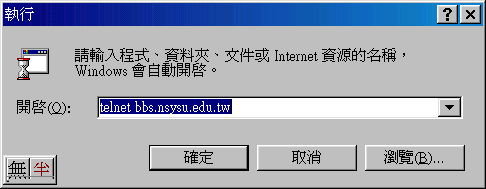 執行
請輸入程式、資料夾、文件或 Internet 資源的名稱，
Windows 會自動開啓。
開啓(O):
telnet bbs.nsysu.edu.tw
確定
取消
瀏覽(B)...
無 半